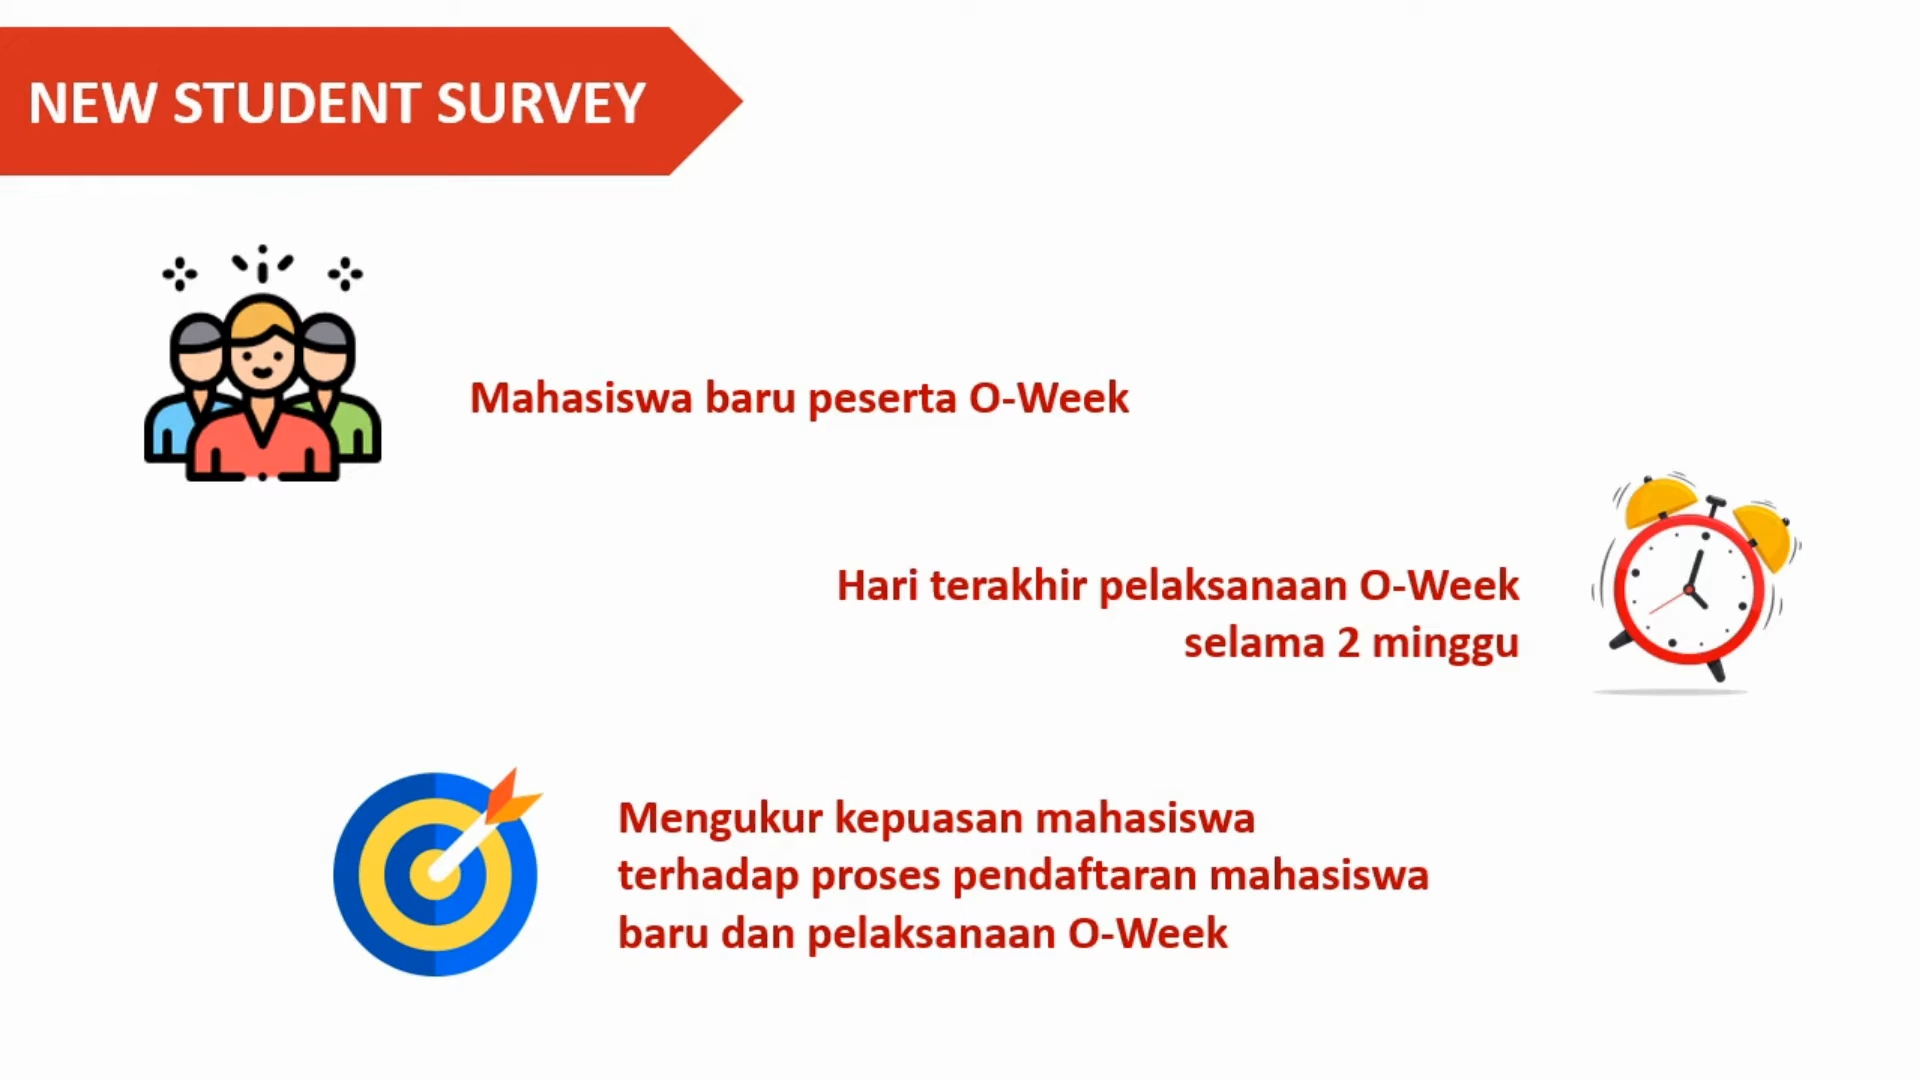 NEW STUDENT SURVEY
Mahasiswa baru peserta O-Week
Hari terakhir pelaksanaan O-Week
selama 2 minggu
Mengukur kepuasan mahasiswa
terhadap proses pendaftaran mahasiswa
baru dan pelaksanaan O-Week